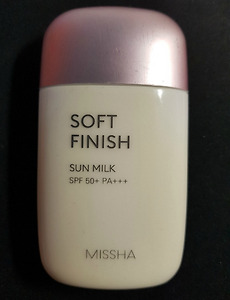 SOFT
FINISH
SUN MILK
SPF 50+ PA+++
MISSHA